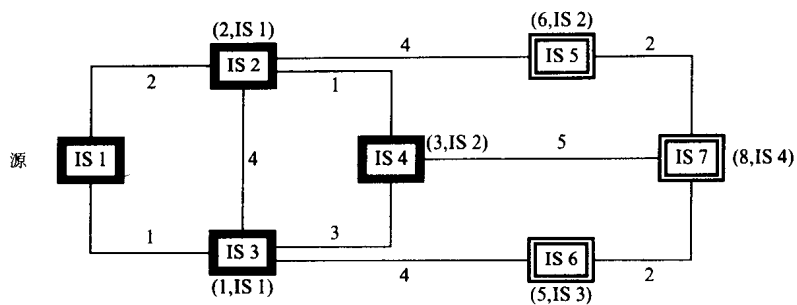 (2,IS 1)
(6,IS 2)
IS 2
4
IS 5
2
2
1
源
IS 1
4
IS 4
(3,IS 2)
5
IS 7
(8,IS 4)
1
IS 3
3
4
IS 6
2
(1,IS 1)
(5,IS 3)